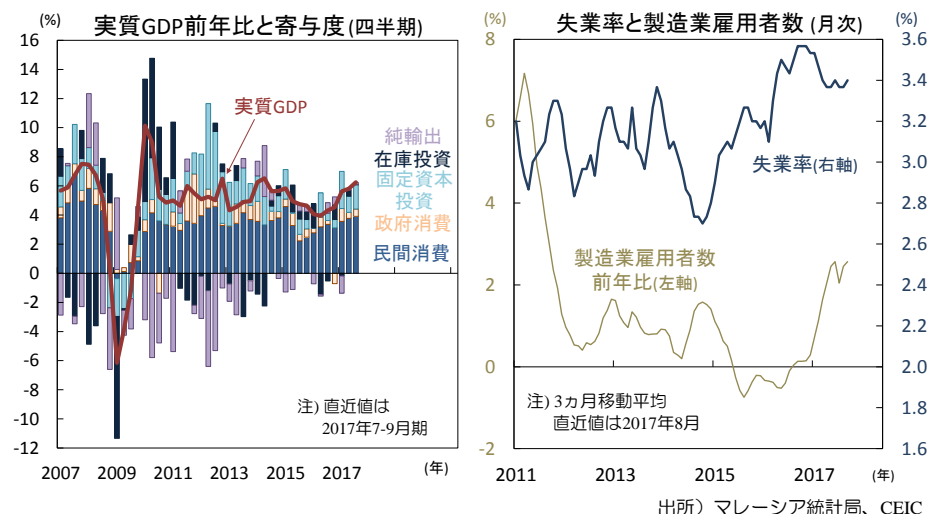 実質GDP前年比と寄与度 (四半期)
(%)
16
14
12
10
8
6
4
2
0
-2
-4
-6
-8
-10
-12
実質GDP
純輸出
在庫投資
固定資本
投資
政府消費
民間消費
注) 直近値は
2017年7-9月期
2007 2009 2011 2013 2015 2017 (年)
失業率と製造業雇用者数 (月次)
(%)
8
6
4
2
0
-2
(%)
3.6
3.4
3.2
3.0
2.8
2.6
2.4
2.2
2.0
1.8
1.6
失業率(右軸)
製造業雇用者数
前年比(左軸)
注) 3ヵ月移動平均
直近値は2017年8月
2011 2013 2015 2017 (年)
出所）マレーシア統計局、CEIC